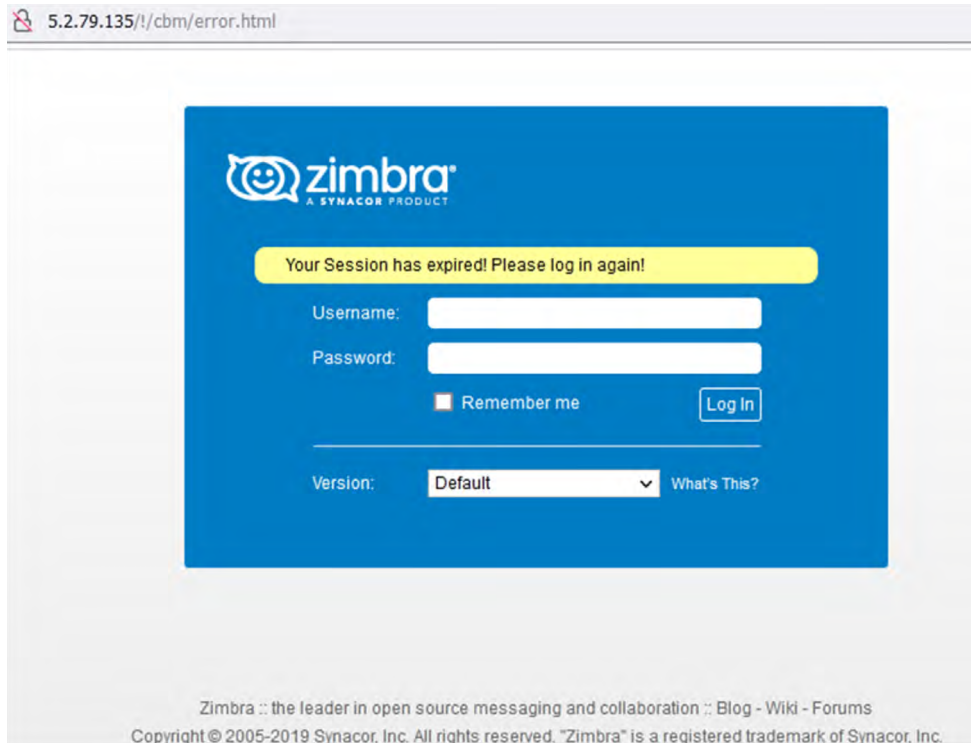 5.2.79.135/!/cbm/error.html
zimbra®
A SYNACOR PRODUCT
Your Session has expired! Please log in again!
Username:
Password:
Remember me Log In
Version: Default What's This?
Zimbra :: the leader in open source messaging and collaboration :: Blog - Wiki - Forums
Copyright © 2005-2019 Synacor, Inc. All rights reserved. "Zimbra" is a registered trademark of Synacor, Inc.